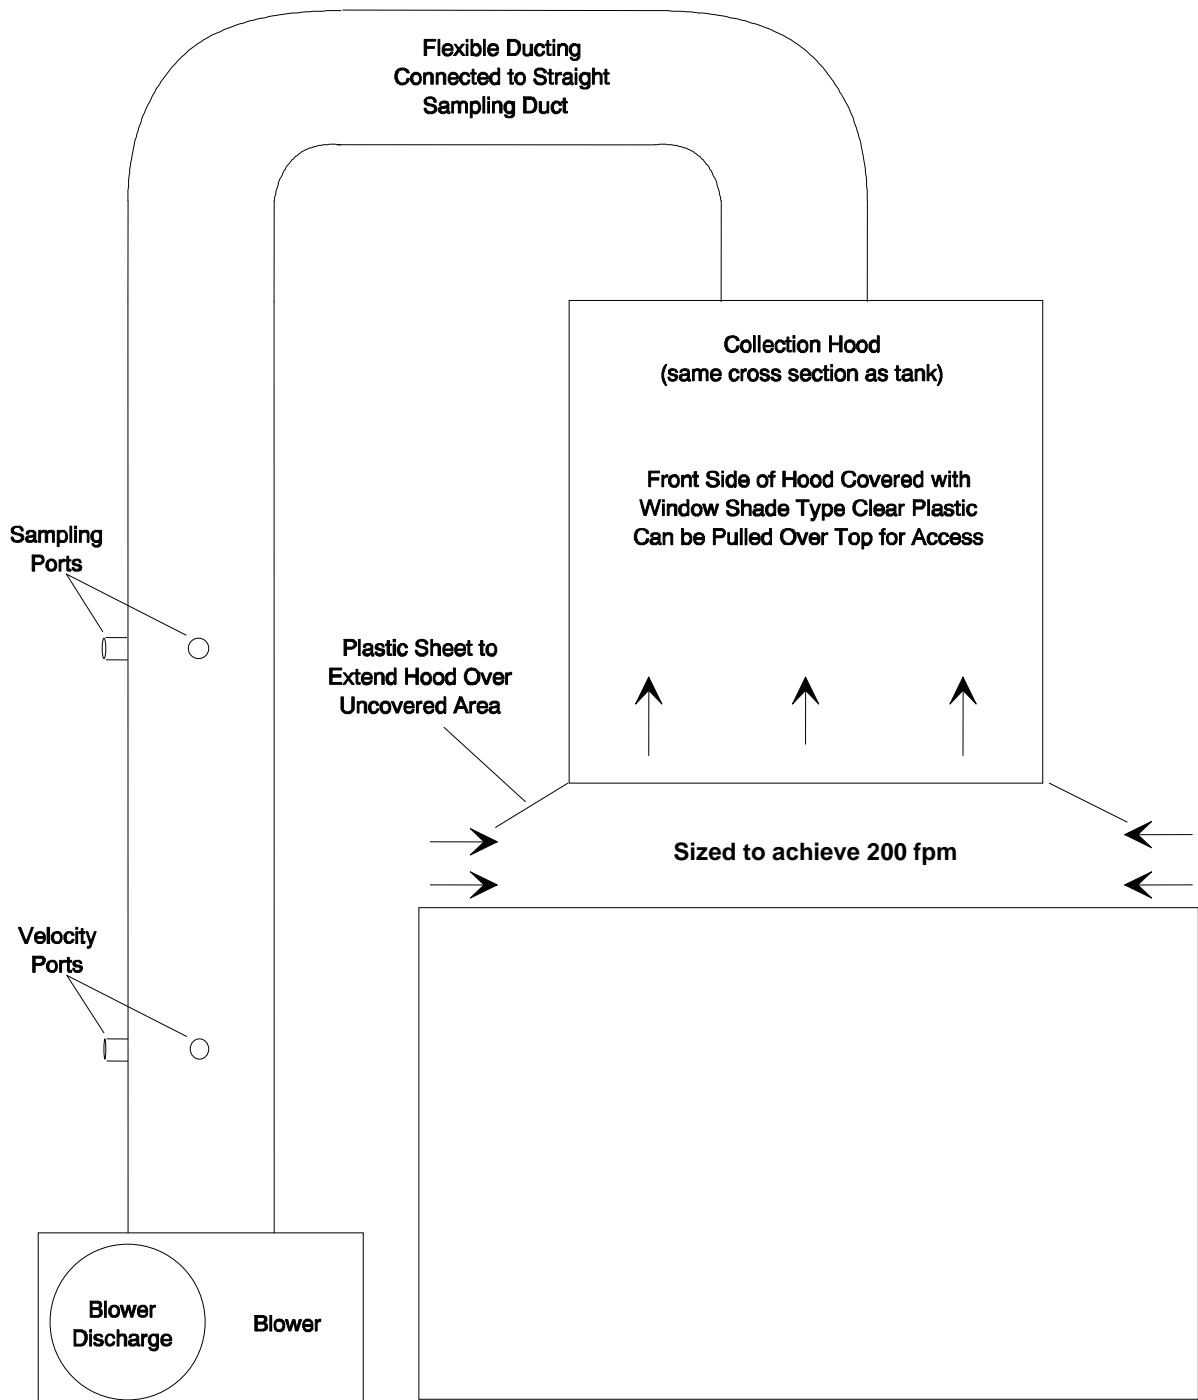 Flexible Ducting
Connected to Straight
Sampling Duct
Collection Hood
(same cross section as tank)
Front Side of Hood Covered with
Window Shade Type Clear Plastic
Can be Pulled Over Top for Access
Sampling
Ports
Plastic Sheet to
Extend Hood Over
Uncovered Area
Sized to achieve 200 fpm
Velocity
Ports
Blower
Discharge
Blower